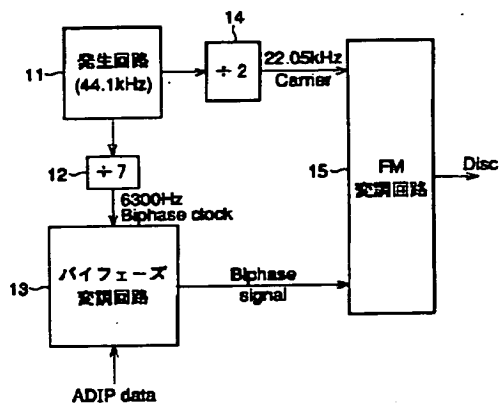 14
発生回路
(44.1kHz)
11
÷2
22.05kHz
Carrier
12
÷7
6300Hz
Biphase clock
15
FM
変調回路
Disc
13
バイフェーズ
変調回路
Biphase
signal
ADIP data